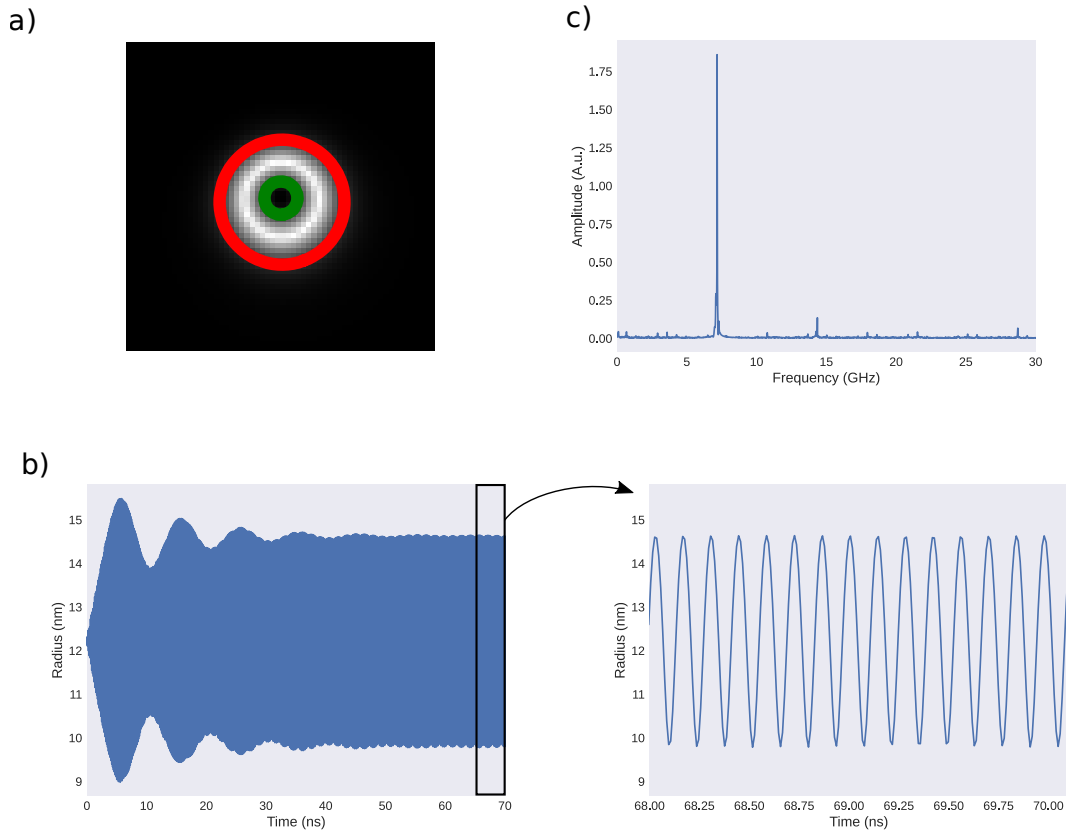 a)
c)
Amplitude (A.u.)
1.75
1.50
1.25
1.00
0.75
0.50
0.25
0.00
0 5 10 15 20 25 30
Frequency (GHz)
b)
Radius (nm)
15
14
13
12
11
10
9
0 10 20 30 40 50 60 70
Time (ns)
Radius (nm)
15
14
13
12
11
10
9
68.00 68.25 68.50 68.75 69.00 69.25 69.50 69.75 70.00
Time (ns)